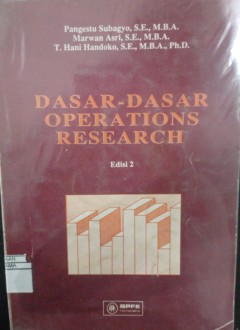 Pangestu Subagyo, S.E., M.B.A.
Marwan Asri, S.E., M.B.A.
T. Hani Handoko, S.E., M.B.A., Ph.D.
DASAR-DASAR
OPERATIONS
RESEARCH
Edisi 2
BPFE